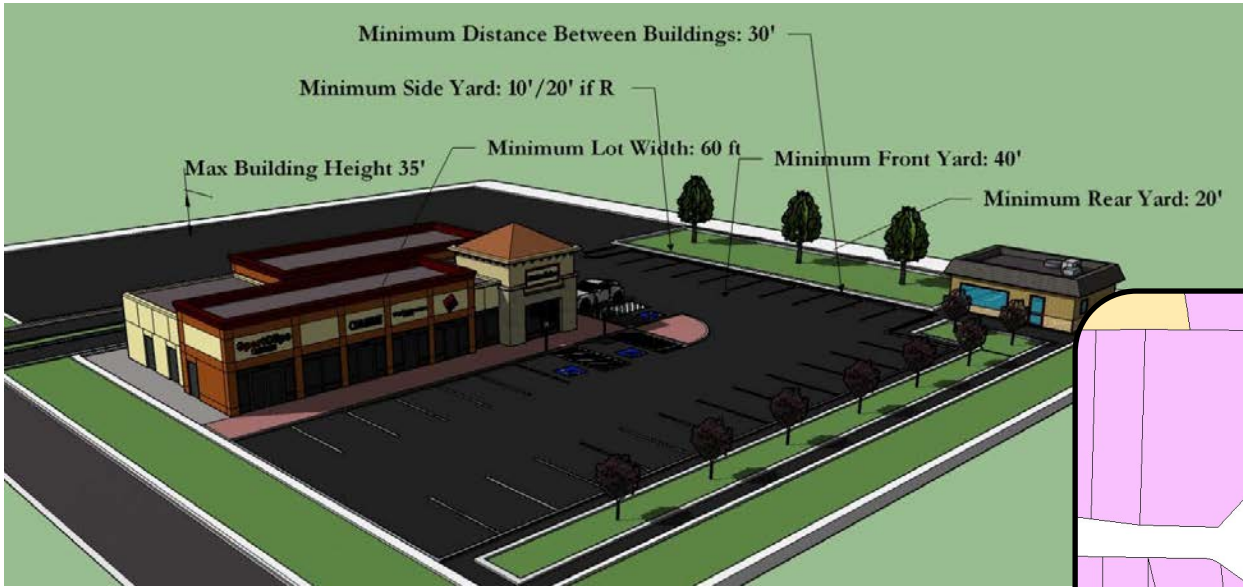 Minimum Distance Between Buildings: 30'
Minimum Side Yard: 10'/20' if R
Minimum Lot Width: 60 ft
Minimum Front Yard: 40'
Max Building Height 35'
Minimum Rear Yard: 20'